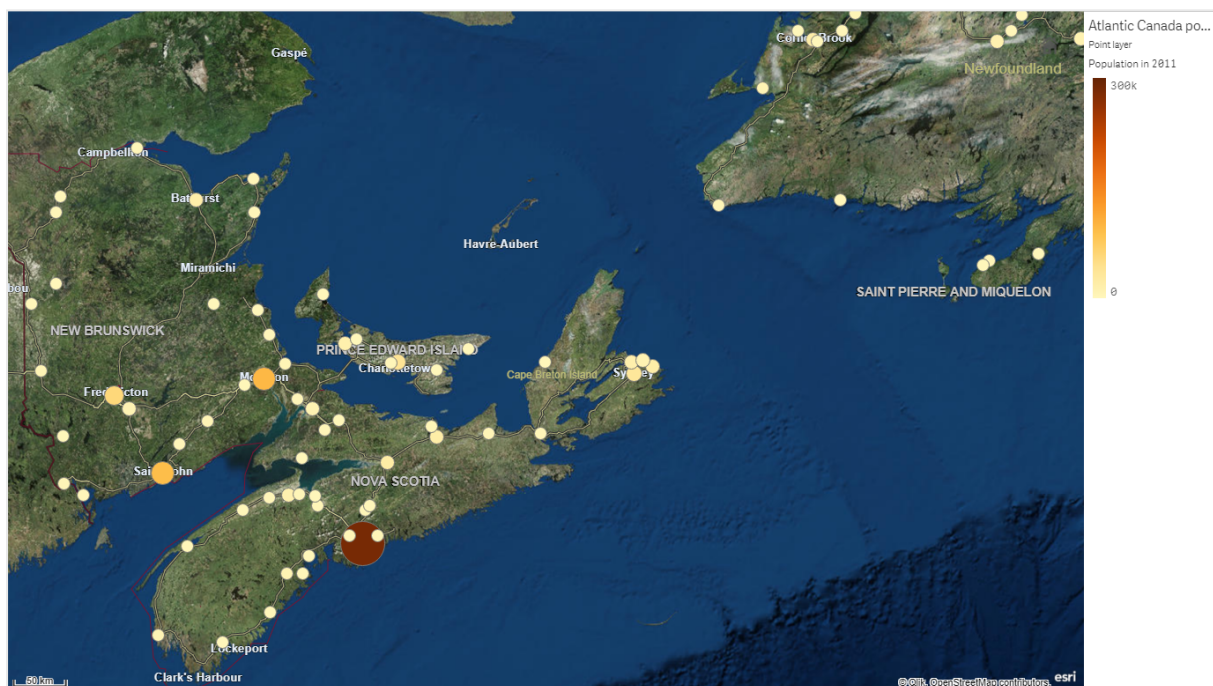 Gaspé
Corner Brook
Newfoundland
Campbellton
Bathurst
Havre-Aubert
Miramichi
SAINT PIERRE AND MIQUELON
NEW BRUNSWICK
PRINCE EDWARD ISLAND
Charlottetown
Cape Breton Island
Sydney
Moncton
Fredericton
Saint John
NOVA SCOTIA
Lockeport
Clark's Harbour
50 km
© Qlik, OpenStreetMap contributors,
esri
Atlantic Canada po...
Point layer
Population in 2011
300k
0